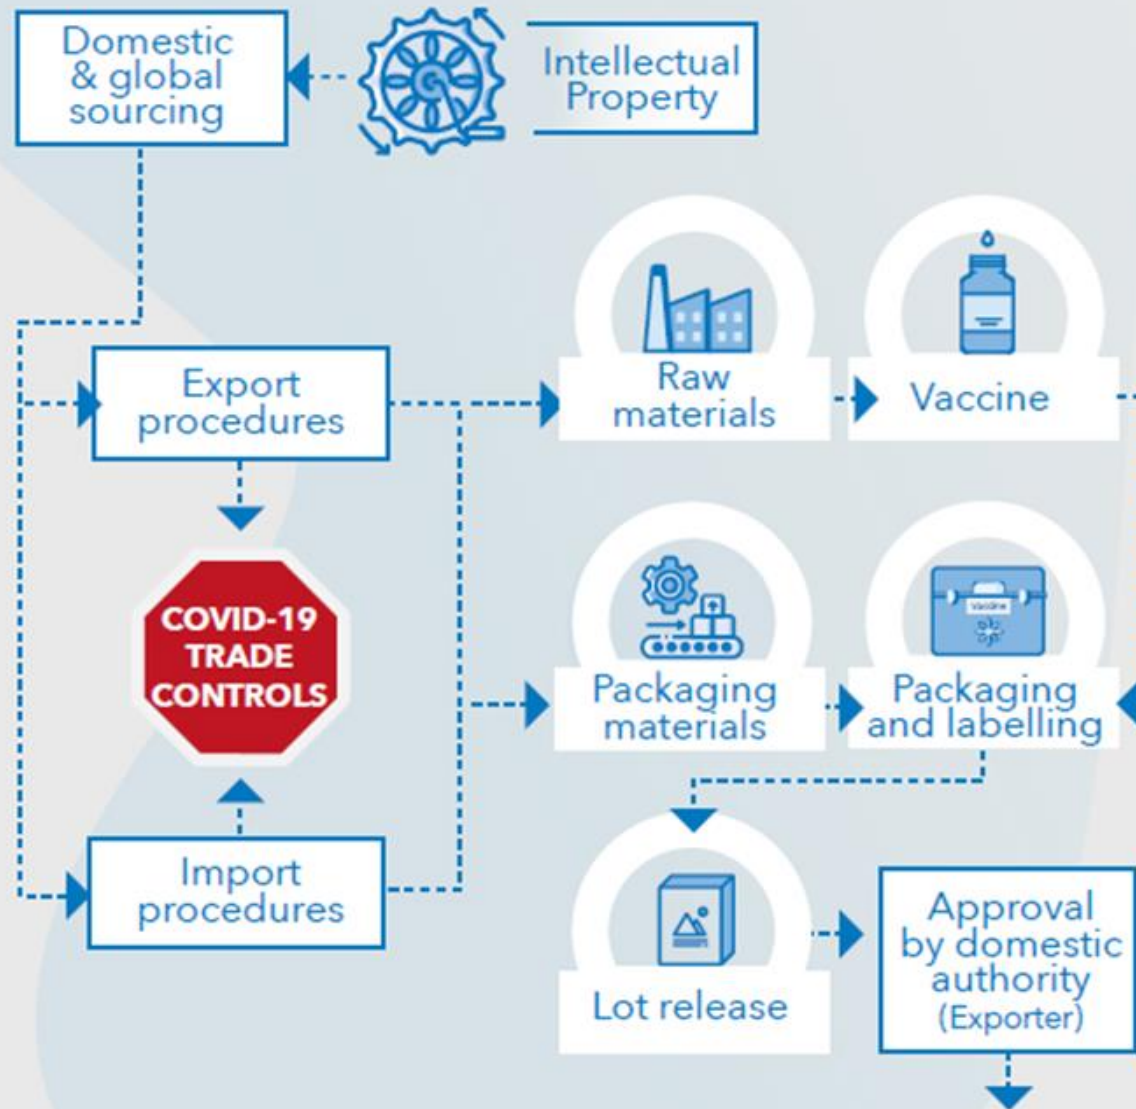 Domestic
& global
sourcing
Intellectual
Property
Export
procedures
Raw
materials
Vaccine
COVID-19
TRADE
CONTROLS
Packaging
materials
Vaccine
Packaging
and labelling
Import
procedures
Lot release
Approval
by domestic
authority
(Exporter)